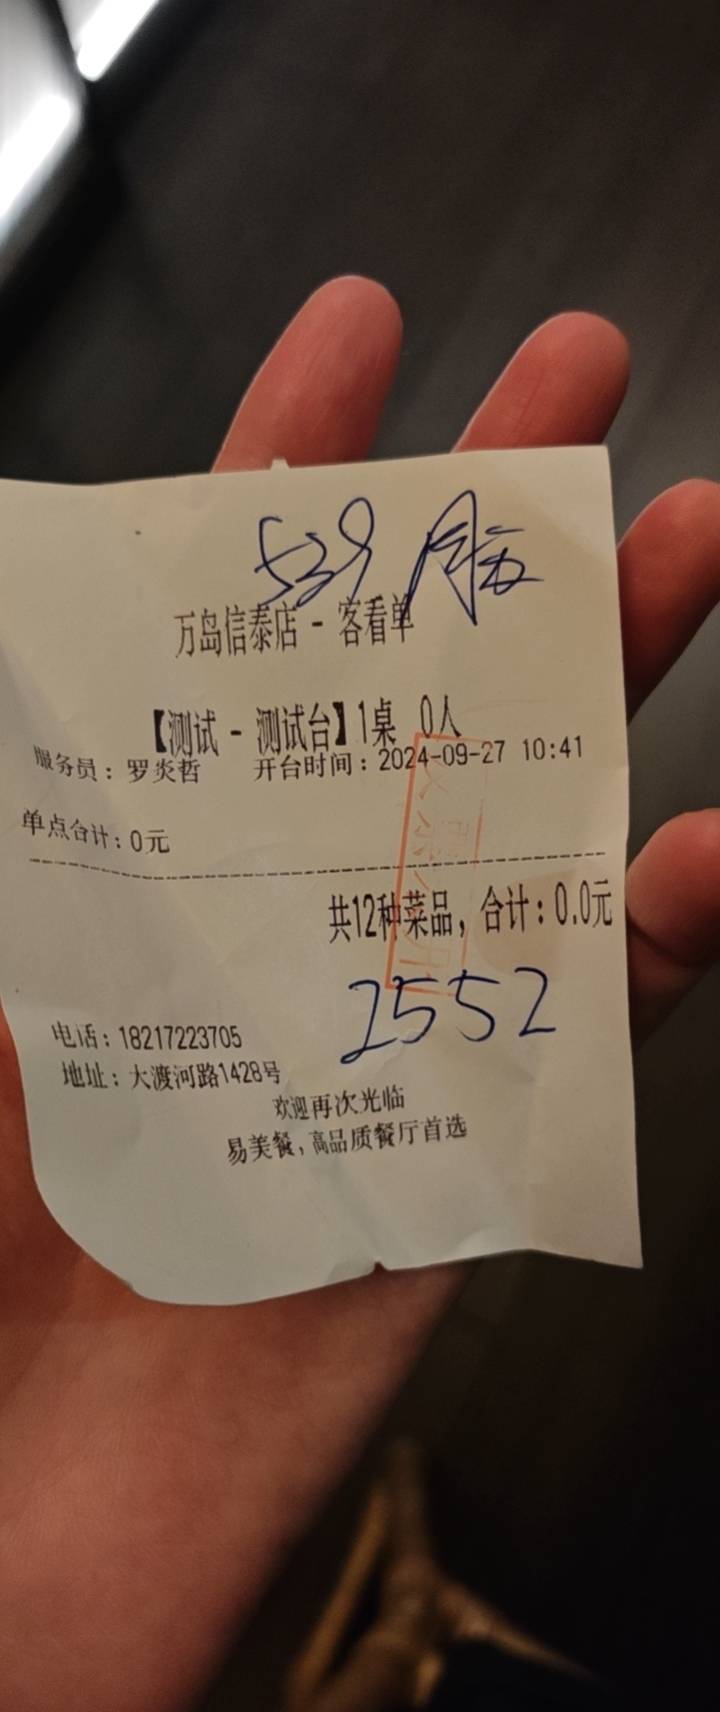 539
万岛信泰店 - 客看单
【测试 - 测试台】1桌 0人
服务员：罗炎哲 开台时间：2024-09-27 10:41
单点合计：0元
共12种菜品，合计：0.0元
2552
电话：18217223705
地址：大渡河路1428号
欢迎再次光临
易美餐，高品质餐厅首选